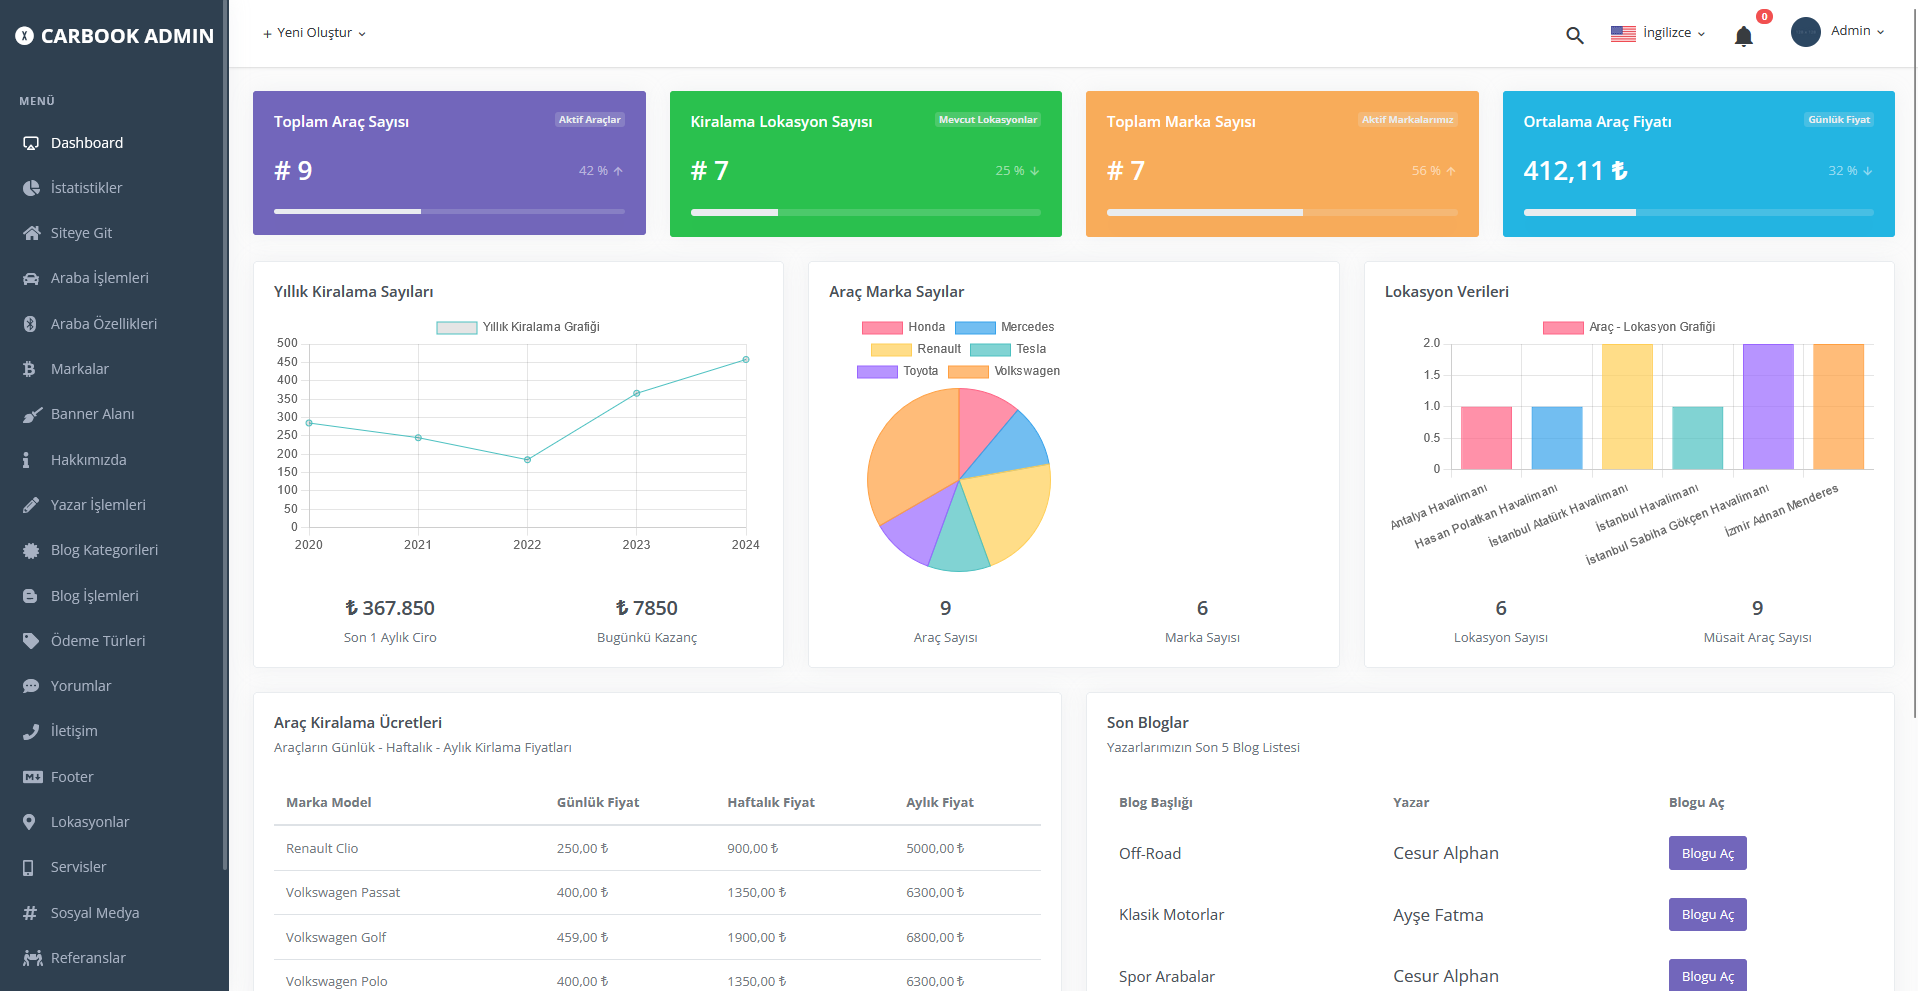 CARBOOK ADMIN
MENÜ
Dashboard
İstatistikler
Siteye Git
Araba İşlemleri
Araba Özellikleri
Markalar
Banner Alanı
Hakkımızda
Yazar İşlemleri
Blog Kategorileri
Blog İşlemleri
Ödeme Türleri
Yorumlar
İletişim
Footer
Lokasyonlar
Servisler
Sosyal Medya
Referanslar
+ Yeni Oluştur
İngilizce
0
Admin
Toplam Araç Sayısı
Aktif Araçlar
# 9
42 % ↑
Kiralama Lokasyon Sayısı
Mevcut Lokasyonlar
# 7
25 % ↓
Toplam Marka Sayısı
Aktif Markalarımız
# 7
56 % ↑
Ortalama Araç Fiyatı
Günlük Fiyat
412,11 ₺
32 % ↓
Yıllık Kiralama Sayıları
Yıllık Kiralama Grafiği
500
450
400
350
300
250
200
150
100
50
0
2020 2021 2022 2023 2024
₺ 367.850
Son 1 Aylık Ciro
₺ 7850
Bugünkü Kazanç
Araç Marka Sayılar
Honda Mercedes
Renault Tesla
Toyota Volkswagen
9
Araç Sayısı
6
Marka Sayısı
Lokasyon Verileri
Araç - Lokasyon Grafiği
2.0
1.5
1.0
0.5
0
Antalya Havalimanı
Hasan Polatkan Havalimanı
İstanbul Atatürk Havalimanı
İstanbul Havalimanı
İstanbul Sabiha Gökçen Havalimanı
İzmir Adnan Menderes
6
Lokasyon Sayısı
9
Müsait Araç Sayısı
Araç Kiralama Ücretleri
Araçların Günlük - Haftalık - Aylık Kirlama Fiyatları
Marka Model Günlük Fiyat Haftalık Fiyat Aylık Fiyat
Renault Clio 250,00 ₺ 900,00 ₺ 5000,00 ₺
Volkswagen Passat 400,00 ₺ 1350,00 ₺ 6300,00 ₺
Volkswagen Golf 459,00 ₺ 1900,00 ₺ 6800,00 ₺
Volkswagen Polo 400,00 ₺ 1350,00 ₺ 6300,00 ₺
Son Bloglar
Yazarlarımızın Son 5 Blog Listesi
Blog Başlığı Yazar Blogu Aç
Off-Road Cesur Alphan Blogu Aç
Klasik Motorlar Ayşe Fatma Blogu Aç
Spor Arabalar Cesur Alphan Blogu Aç